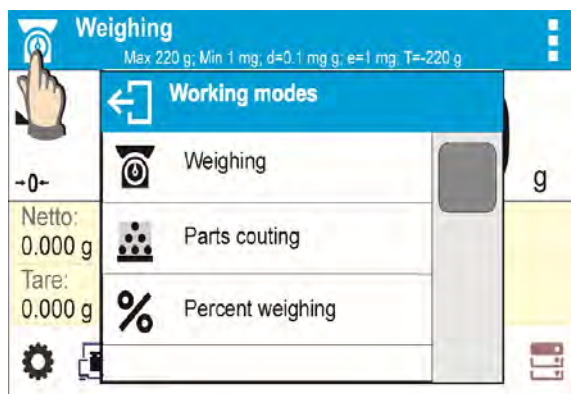 Weighing
Max 220 g; Min 1 mg; d=0.1 mg g; e=1 mg; T=-220 g
Working modes
Weighing
→0←
g
Netto:
0.000 g
Parts couting
Tare:
0.000 g
Percent weighing